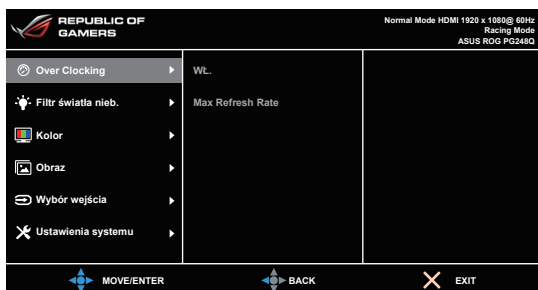 REPUBLIC OF
GAMERS
Normal Mode HDMI 1920 x 1080@ 60Hz
Racing Mode
ASUS ROG PG248Q
Over Clocking
WŁ.
Filtr światła nieb.
Max Refresh Rate
Kolor
Obraz
Wybór wejścia
Ustawienia systemu
MOVE/ENTER
BACK
EXIT